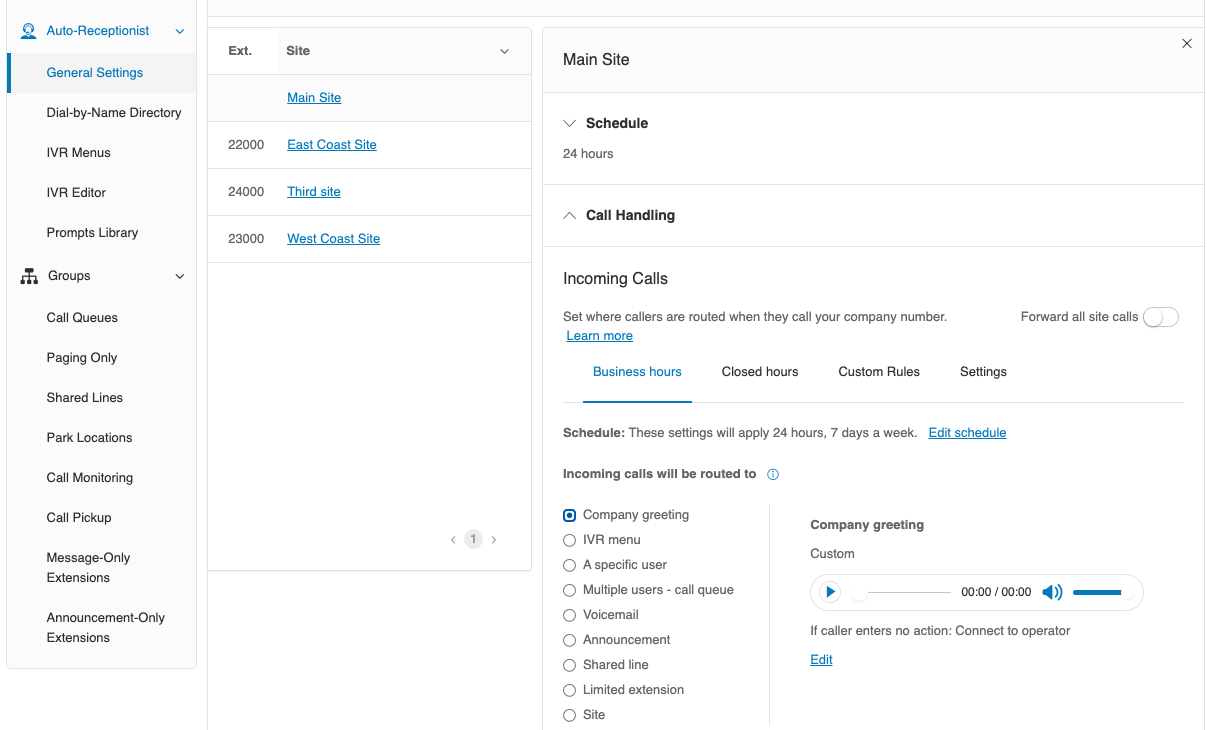 Auto-Receptionist
General Settings
Dial-by-Name Directory
IVR Menus
IVR Editor
Prompts Library
Groups
Call Queues
Paging Only
Shared Lines
Park Locations
Call Monitoring
Call Pickup
Message-Only
Extensions
Announcement-Only
Extensions
Ext. Site
Main Site
22000 East Coast Site
24000 Third site
23000 West Coast Site
1
Main Site
Schedule
24 hours
Call Handling
Incoming Calls
Set where callers are routed when they call your company number.
Learn more
Forward all site calls
Business hours Closed hours Custom Rules Settings
Schedule: These settings will apply 24 hours, 7 days a week. Edit schedule
Incoming calls will be routed to
Company greeting
IVR menu
A specific user
Multiple users - call queue
Voicemail
Announcement
Shared line
Limited extension
Site
Company greeting
Custom
00:00 / 00:00
If caller enters no action: Connect to operator
Edit